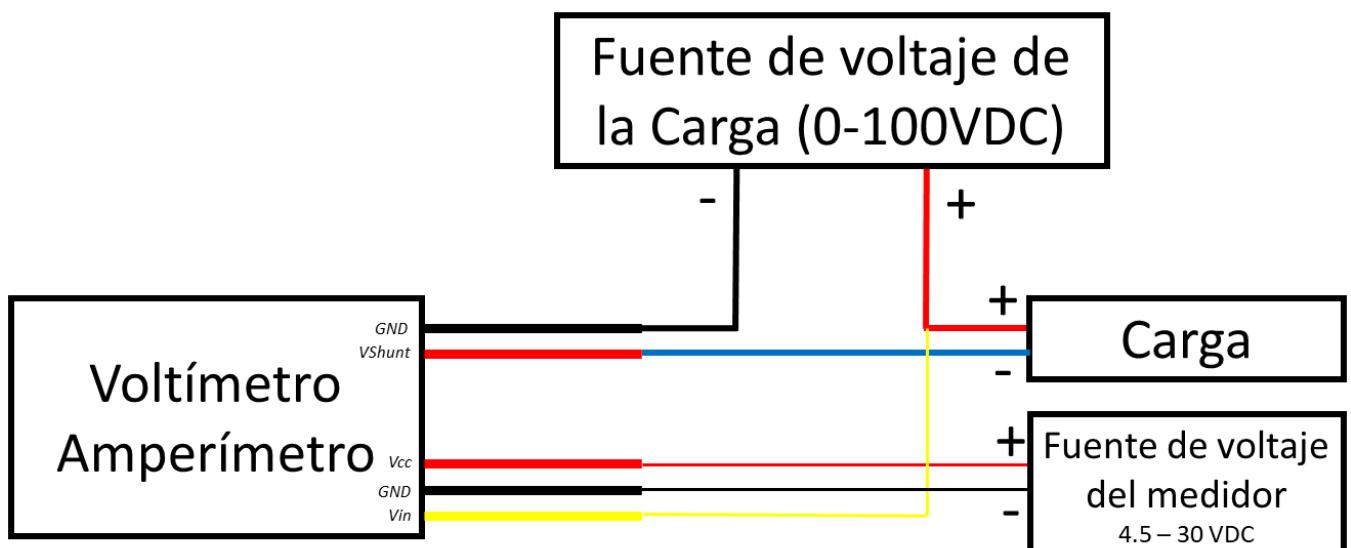 Fuente de voltaje de
la Carga (0-100VDC)
-
+
GND
VShunt
Voltímetro
Amperímetro
Vcc
GND
Vin
+
Carga
-
+
Fuente de voltaje
del medidor
-
4.5 – 30 VDC